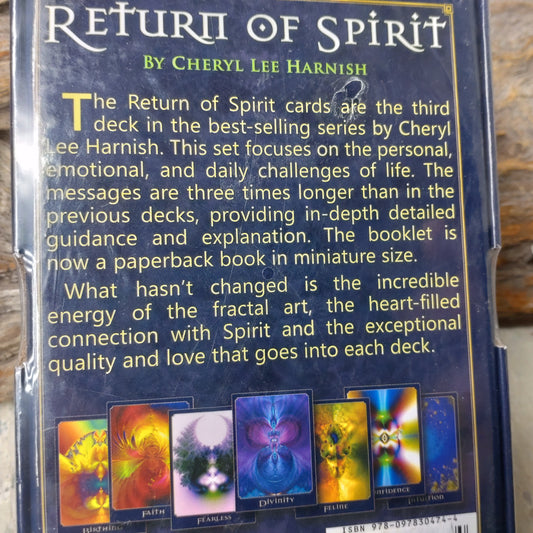 Return of Spirit
By Cheryl Lee Harnish
The Return of Spirit cards are the third
deck in the best-selling series by Cheryl
Lee Harnish. This set focuses on the personal,
emotional, and daily challenges of life. The
messages are three times longer than in the
previous decks, providing in-depth detailed
guidance and explanation. The booklet is
now a paperback book in miniature size.
What hasn't changed is the incredible
energy of the fractal art, the heart-filled
connection with Spirit and the exceptional
quality and love that goes into each deck.
Birthing
Faith
Fearless
Divinity
Feline
nfidence
Intuition
ISBN 978-097830474-4